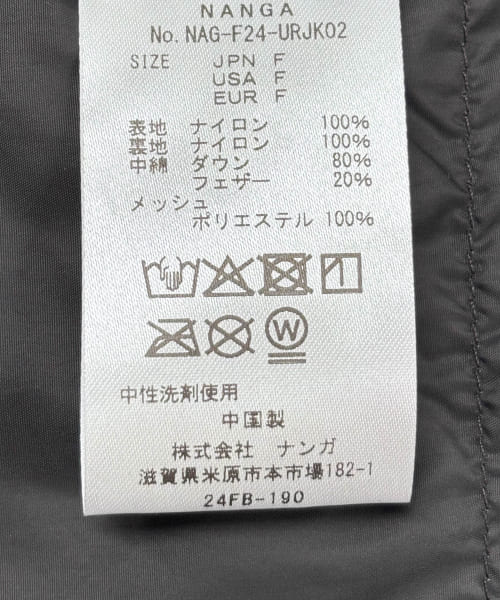 NANGA
No. NAG-F24-URJK02
SIZE JPN F
USA F
EUR F
表地 ナイロン 100%
裏地 ナイロン 100%
中綿 ダウン 80%
フェザー 20%
メッシュ
ポリエステル 100%
W
中性洗剤使用
中国製
株式会社 ナンガ
滋賀県米原市本市場182-1
24FB-190